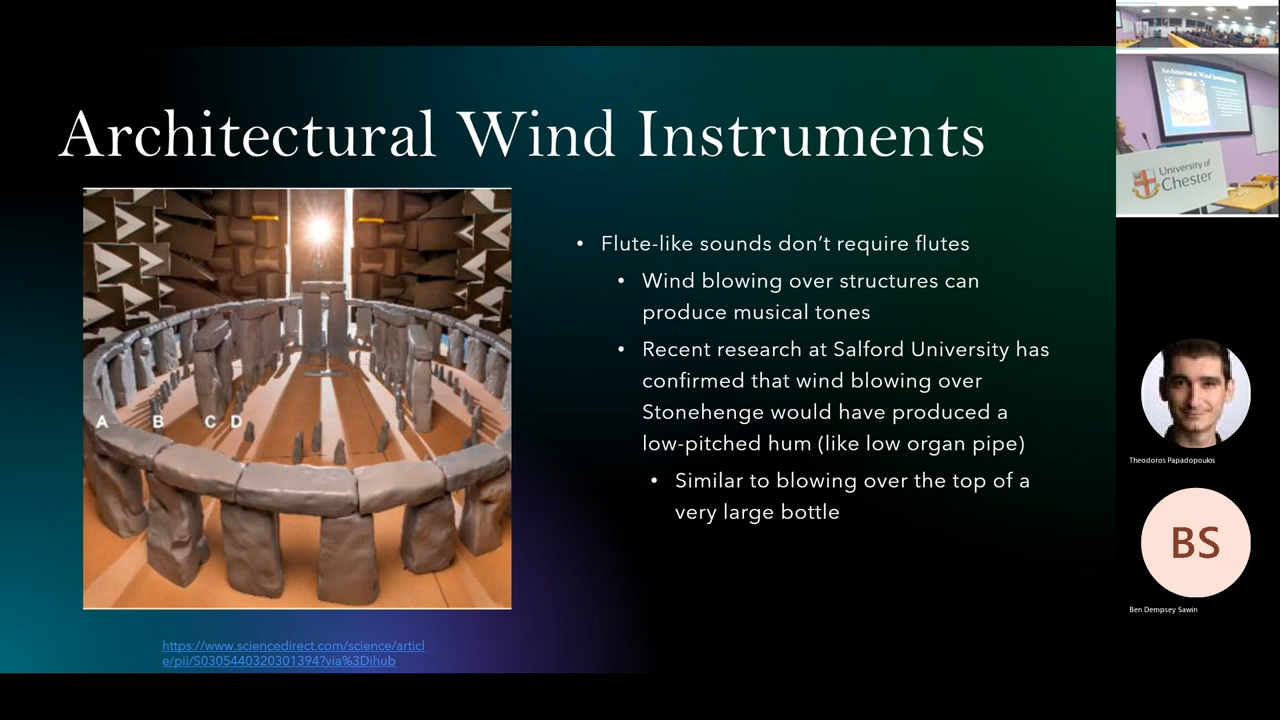 Architectural Wind Instruments
• Flute-like sounds don’t require flutes
• Wind blowing over structures can
produce musical tones
• Recent research at Salford University has
confirmed that wind blowing over
Stonehenge would have produced a
low-pitched hum (like low organ pipe)
• Similar to blowing over the top of a
very large bottle
A B C D
https://www.sciencedirect.com/science/articl
e/pii/S0305440320301394?via%3Dihub
Architectural Wind Instruments
University of
Chester
Theodoros Papadopoulos
BS
Ben Dempsey Sawin